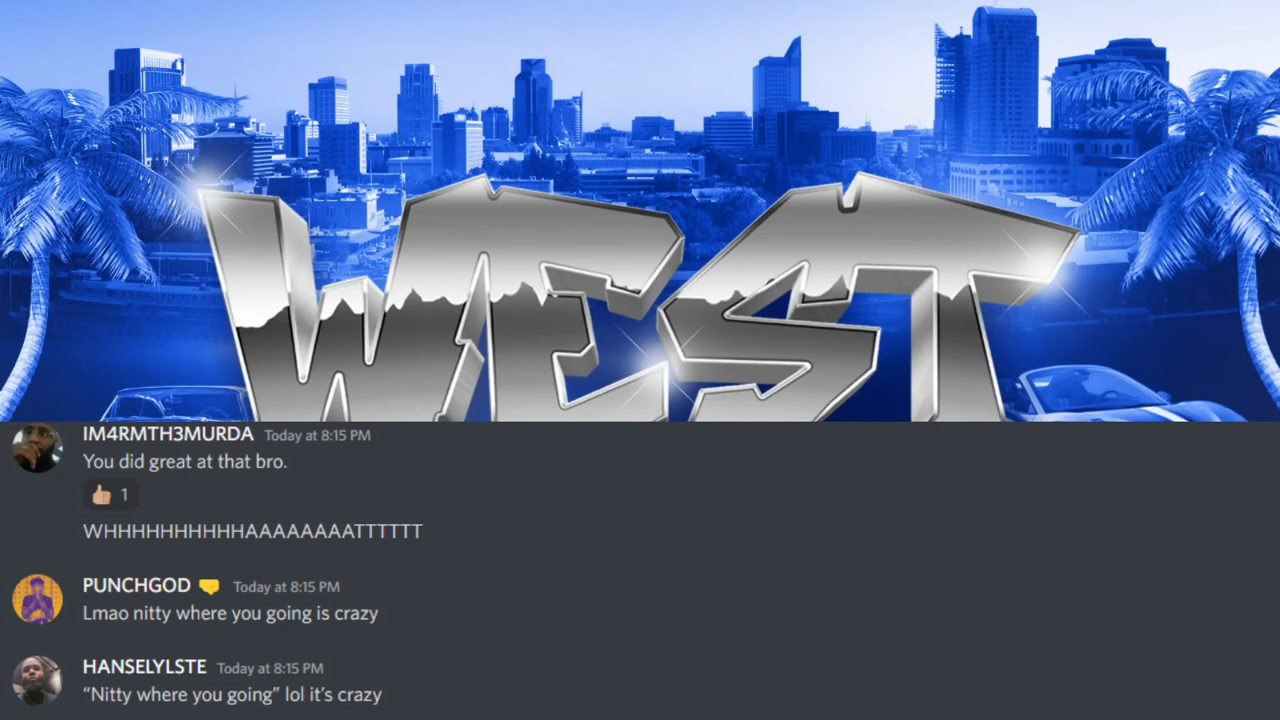 WEST
IM4RMTH3MURDA Today at 8:15 PM
You did great at that bro.
👍🏼 1
WHHHHHHHHHHHAAAAAAAATTTTTT
PUNCHGOD 🤜 Today at 8:15 PM
Lmao nitty where you going is crazy
HANSELYLSTE Today at 8:15 PM
“Nitty where you going” lol it's crazy